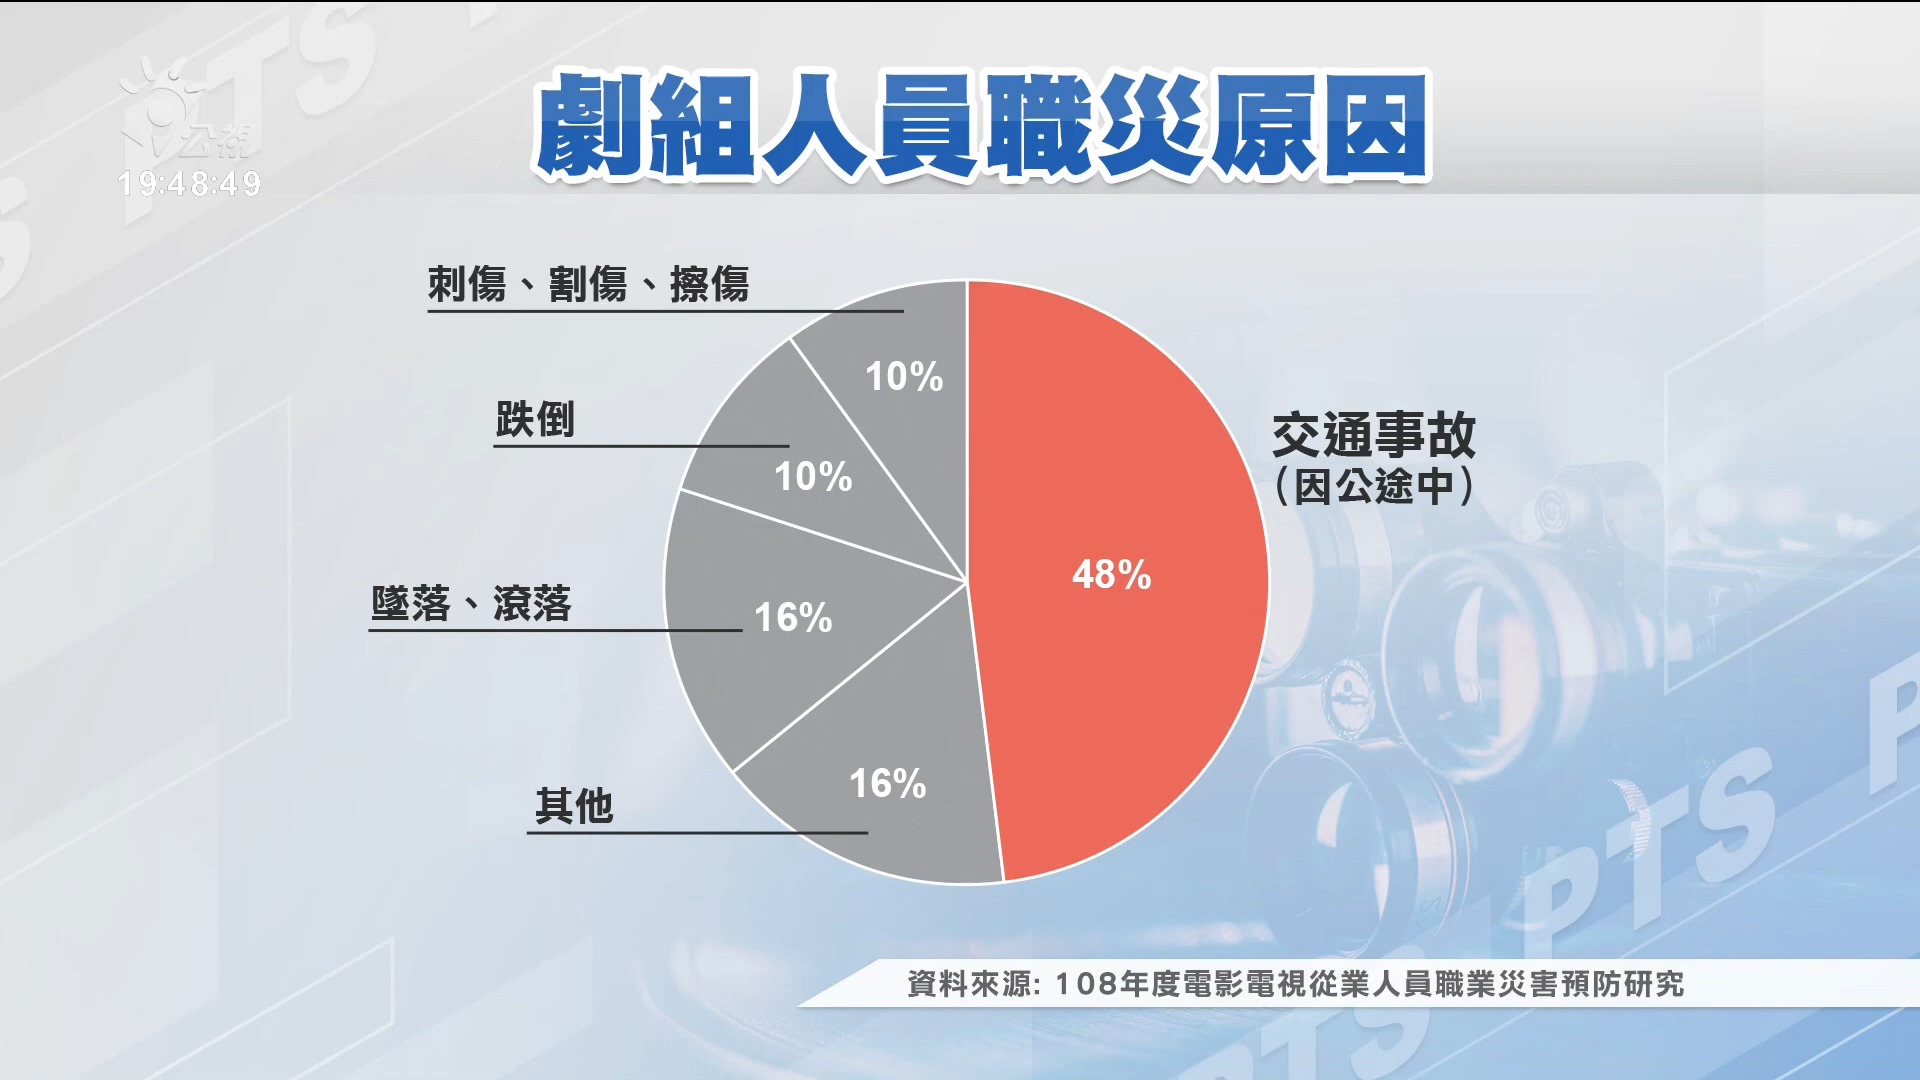 PTS
公視
19:48:49
劇組人員職災原因
刺傷、割傷、擦傷
10%
跌倒
10%
交通事故
(因公途中)
48%
墜落、滾落
16%
其他
16%
資料來源: 108年度電影電視從業人員職業災害預防研究
PTS
PTS